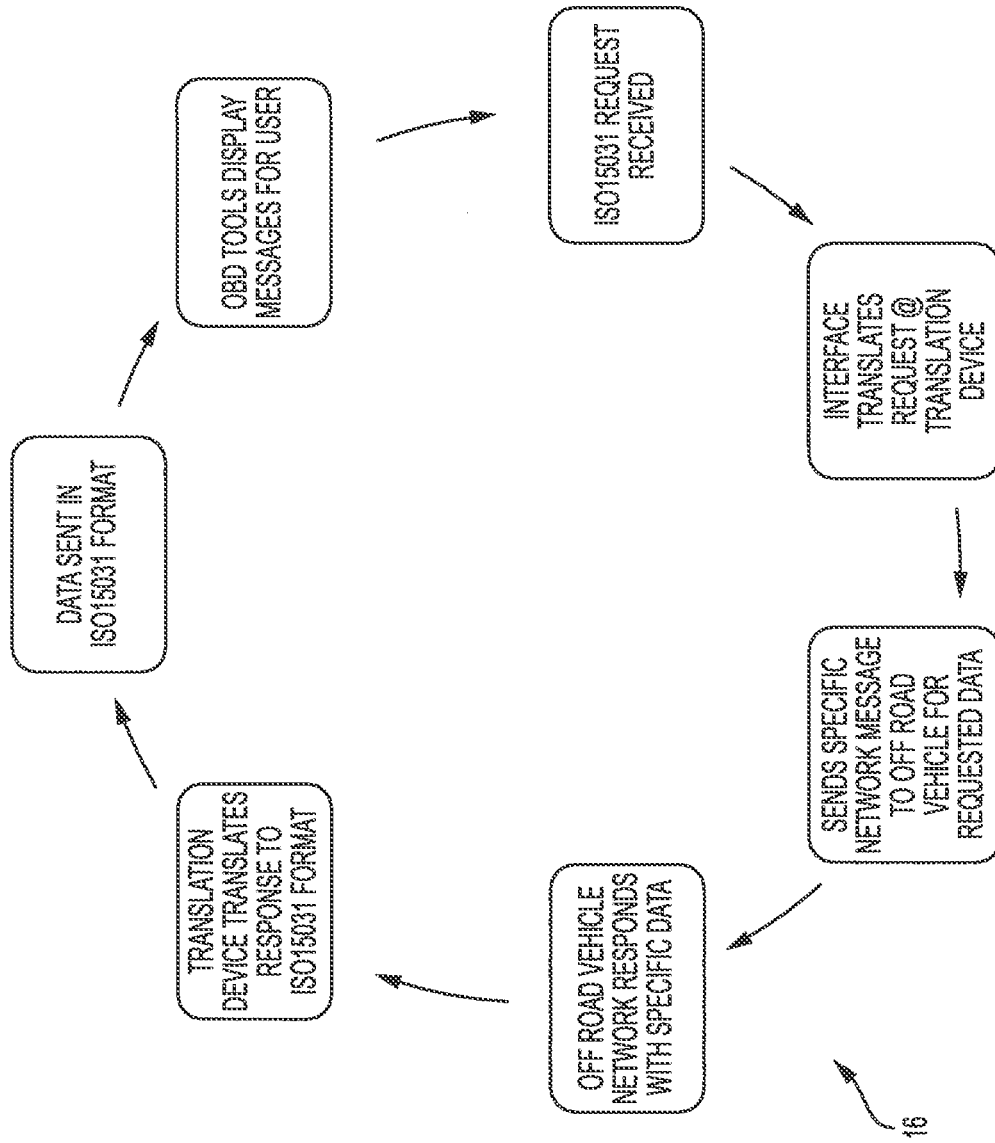 DATA SENT IN
ISO15031 FORMAT
OBD TOOLS DISPLAY
MESSAGES FOR USER
ISO15031 REQUEST
RECEIVED
INTERFACE
TRANSLATES
REQUEST @
TRANSLATION
DEVICE
SENDS SPECIFIC
NETWORK MESSAGE
TO OFF ROAD
VEHICLE FOR
REQUESTED DATA
OFF ROAD VEHICLE
NETWORK RESPONDS
WITH SPECIFIC DATA
TRANSLATION
DEVICE TRANSLATES
RESPONSE TO
ISO15031 FORMAT
16